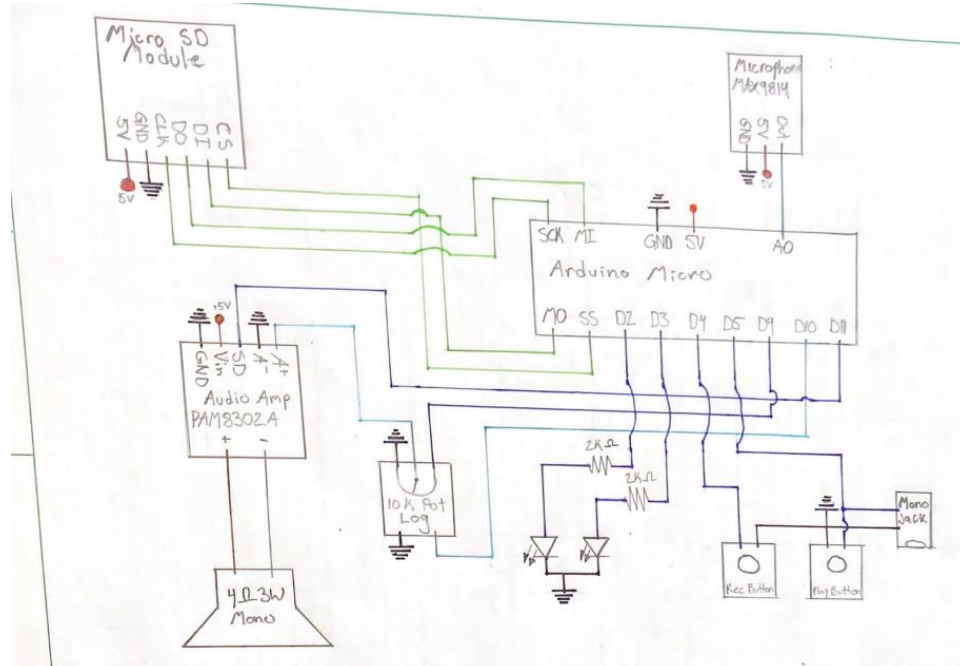 Micro SD
Module
5V
GND
CLK
DO
DI
CS
5V
Microphone
MAX9814
GND
5V
Out
5V
SCK MI GND 5V A0
Arduino Micro
MO SS D2 D3 D4 D5 D9 D10 D11
+5V
GND
Vin
SD
A-
A+
Audio Amp
PAM8302A
+ -
2KΩ
2KΩ
10K Pot
Log
Mono
Jack
Rec Button
Play Button
4Ω3W
Mono